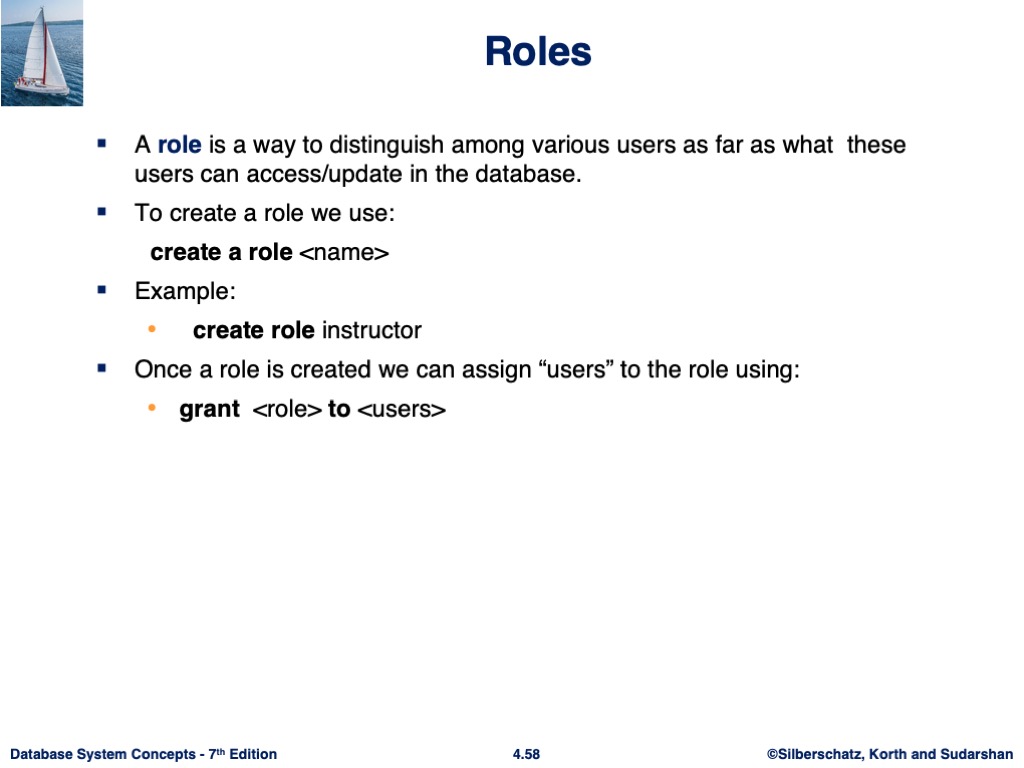 Roles
▪ A role is a way to distinguish among various users as far as what  these
users can access/update in the database.
▪ To create a role we use:
create a role <name>
▪ Example:
• create role instructor
▪ Once a role is created we can assign “users” to the role using:
• grant  <role> to <users>
Database System Concepts - 7th Edition
4.58
©Silberschatz, Korth and Sudarshan